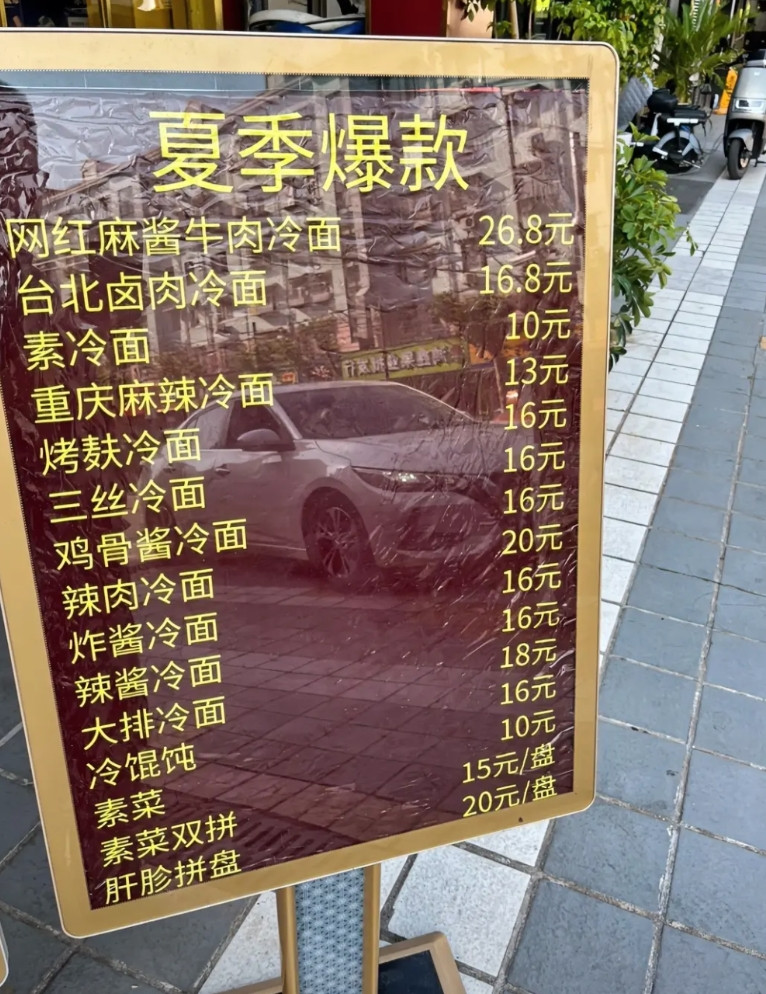 夏季爆款
网红麻酱牛肉冷面 26.8元
台北卤肉冷面 16.8元
素冷面 10元
重庆麻辣冷面 13元
烤麸冷面 16元
三丝冷面 16元
鸡骨酱冷面 16元
辣肉冷面 20元
炸酱冷面 16元
辣酱冷面 16元
大排冷面 18元
冷馄饨 16元
素菜 10元
素菜双拼 15元/盘
肝胗拼盘 20元/盘